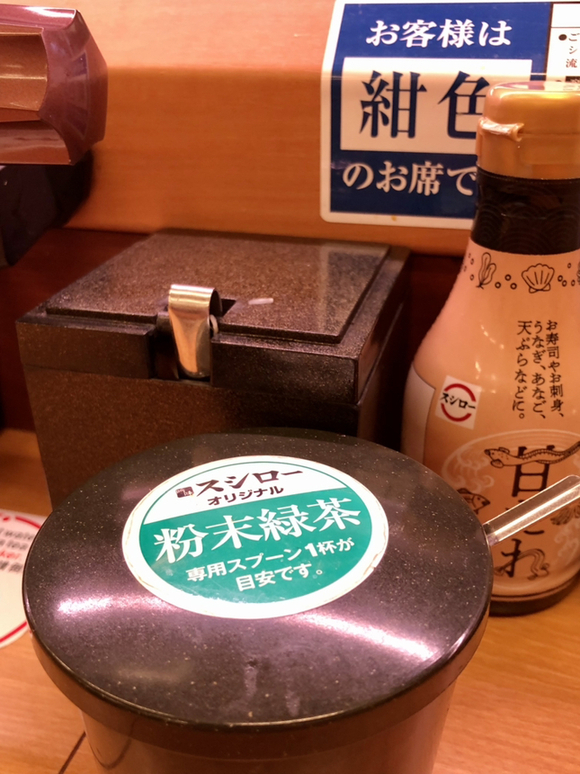 お客様は
紺色
のお席で
お寿司やお刺身、
うなぎ、あなご、
天ぷらなどに。
スシロー
甘だれ
スシロー
オリジナル
粉末緑茶
専用スプーン1杯が
目安です。